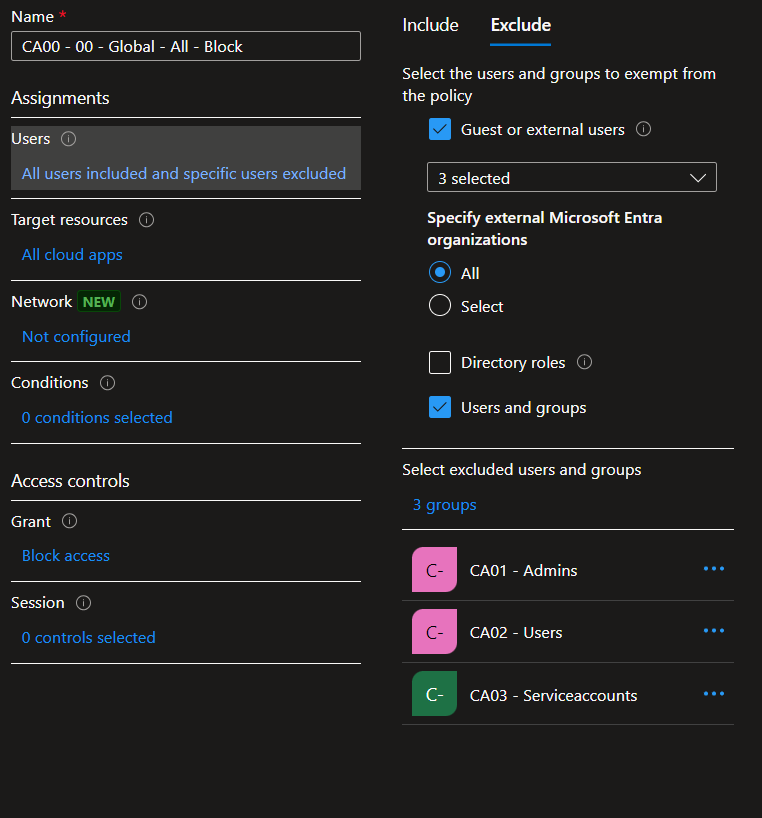 Name *
CA00 - 00 - Global - All - Block
Assignments
Users
All users included and specific users excluded
Target resources
All cloud apps
Network NEW
Not configured
Conditions
0 conditions selected
Access controls
Grant
Block access
Session
0 controls selected
Include Exclude
Select the users and groups to exempt from
the policy
Guest or external users
3 selected
Specify external Microsoft Entra
organizations
All
Select
Directory roles
Users and groups
Select excluded users and groups
3 groups
C- CA01 - Admins
C- CA02 - Users
C- CA03 - Serviceaccounts